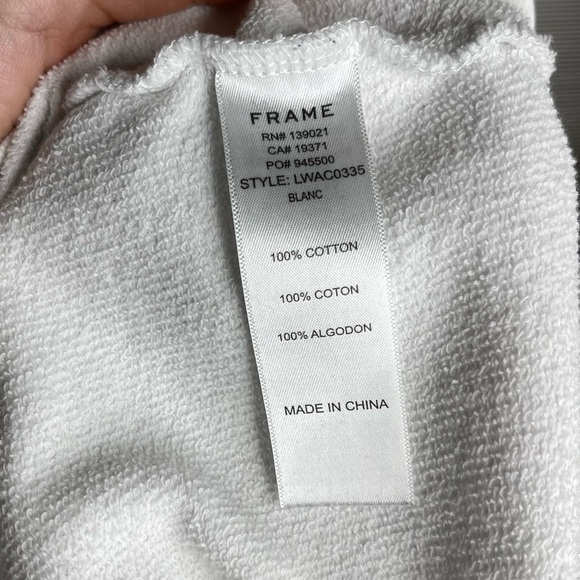 FRAME
RN# 139021
CA# 19371
PO# 945500
STYLE: LWAC0335
BLANC
100% COTTON
100% COTON
100% ALGODON
MADE IN CHINA